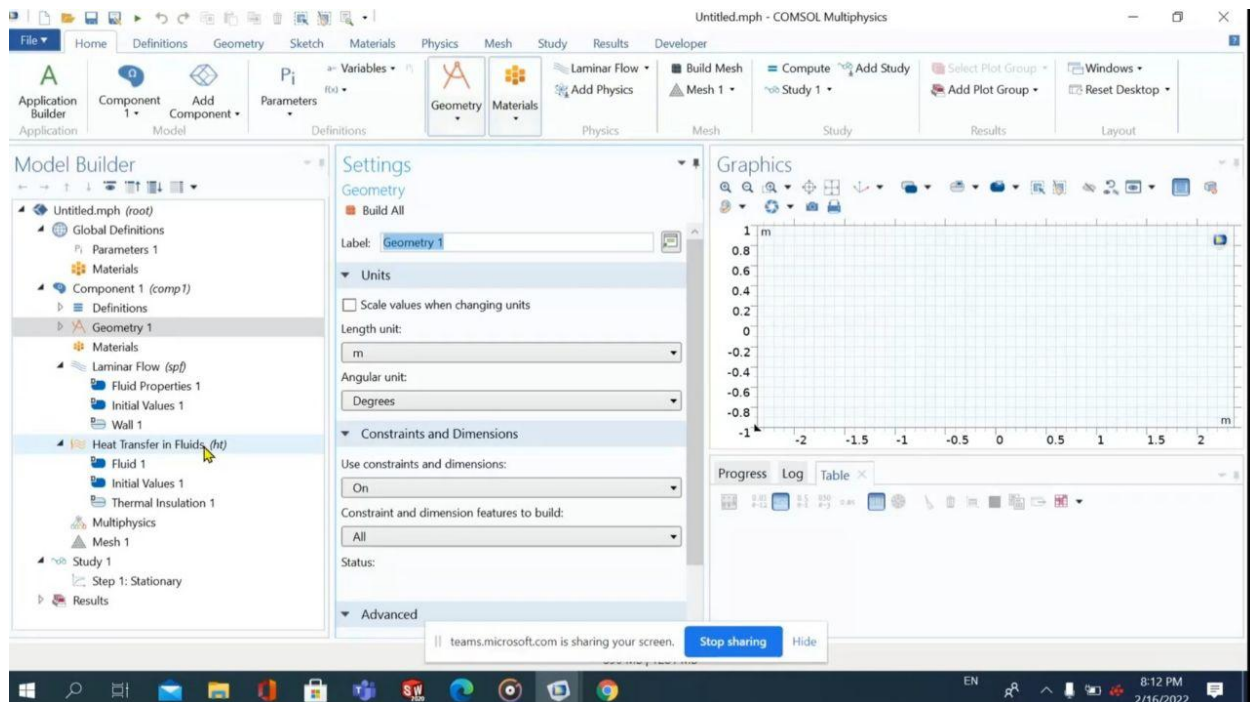 Untitled.mph - COMSOL Multiphysics
File Home Definitions Geometry Sketch Materials Physics Mesh Study Results Developer
Application Builder
Component 1
Add Component
Pi
Parameters
a= Variables
f(x)
Geometry
Materials
Laminar Flow
Add Physics
Build Mesh
Mesh 1
Compute
Add Study
Study 1
Select Plot Group
Add Plot Group
Windows
Reset Desktop
Application Model Definitions Physics Mesh Study Results Layout
Model Builder
Untitled.mph (root)
Global Definitions
Pi Parameters 1
Materials
Component 1 (comp1)
Definitions
Geometry 1
Materials
Laminar Flow (spf)
Fluid Properties 1
Initial Values 1
Wall 1
Heat Transfer in Fluids (ht)
Fluid 1
Initial Values 1
Thermal Insulation 1
Multiphysics
Mesh 1
Study 1
Step 1: Stationary
Results
Settings
Geometry
Build All
Label: Geometry 1
Units
Scale values when changing units
Length unit:
m
Angular unit:
Degrees
Constraints and Dimensions
Use constraints and dimensions:
On
Constraint and dimension features to build:
All
Status:
Advanced
Graphics
1 m
0.8
0.6
0.4
0.2
0
-0.2
-0.4
-0.6
-0.8
-1
m
-2 -1.5 -1 -0.5 0 0.5 1 1.5 2
Progress Log Table
teams.microsoft.com is sharing your screen. Stop sharing Hide
EN
8:12 PM
2/16/2022